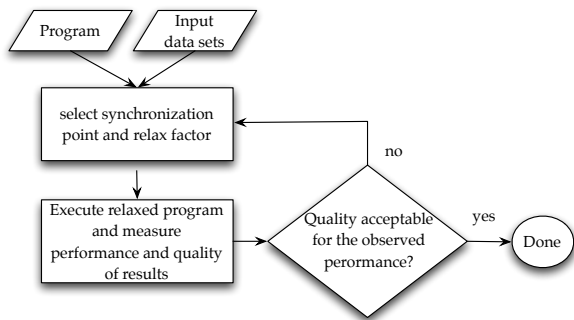 Program
Input
data sets
select synchronization
point and relax factor
no
Execute relaxed program
and measure
performance and quality
of results
Quality acceptable
for the observed
perormance?
yes
Done